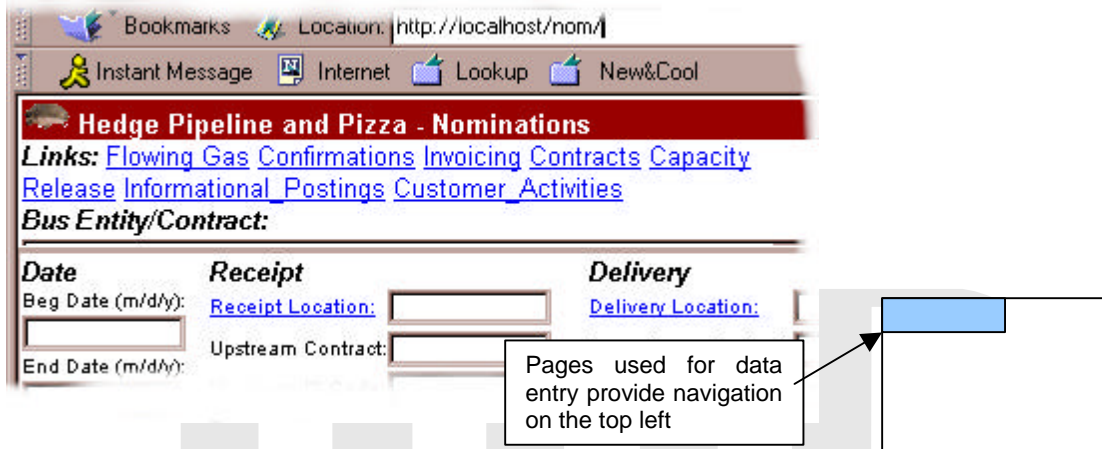 Bookmarks Location: http://localhost/nom/
Instant Message Internet Lookup New&Cool
Hedge Pipeline and Pizza - Nominations
Links: Flowing Gas Confirmations Invoicing Contracts Capacity
Release Informational_Postings Customer_Activities
Bus Entity/Contract:
Date Receipt Delivery
Beg Date (m/d/y): Receipt Location: Delivery Location:
Upstream Contract:
End Date (m/d/y):
Pages used for data
entry provide navigation
on the top left